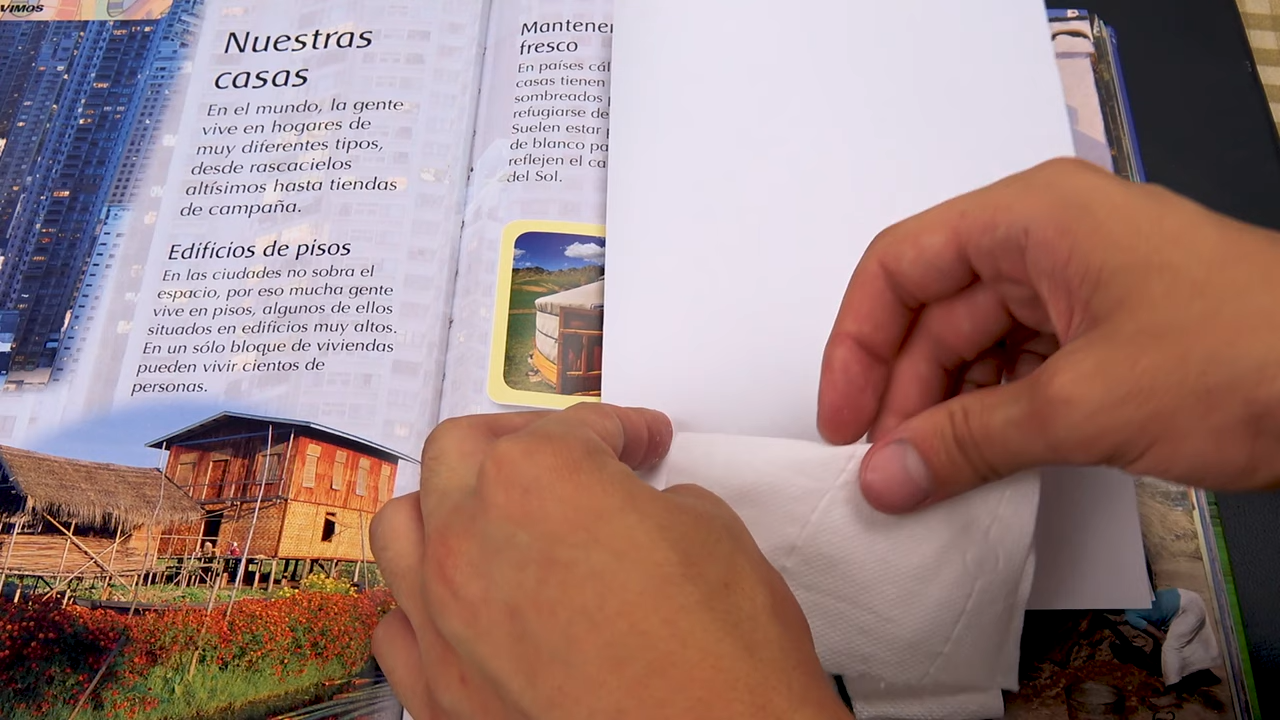 VIMOS
Nuestras
casas
En el mundo, la gente
vive en hogares de
muy diferentes tipos,
desde rascacielos
altísimos hasta tiendas
de campaña.
Edificios de pisos
En las ciudades no sobra el
espacio, por eso mucha gente
vive en pisos, algunos de ellos
situados en edificios muy altos.
En un sólo bloque de viviendas
pueden vivir cientos de
personas.
Mantener
fresco
En países cál
casas tienen
sombreados
refugiarse de
Suelen estar
de blanco pa
reflejen el ca
del Sol.